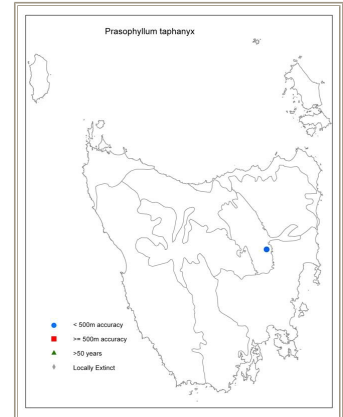 Prasophyllum taphanyx
< 500m accuracy
>= 500m accuracy
>50 years
Locally Extinct